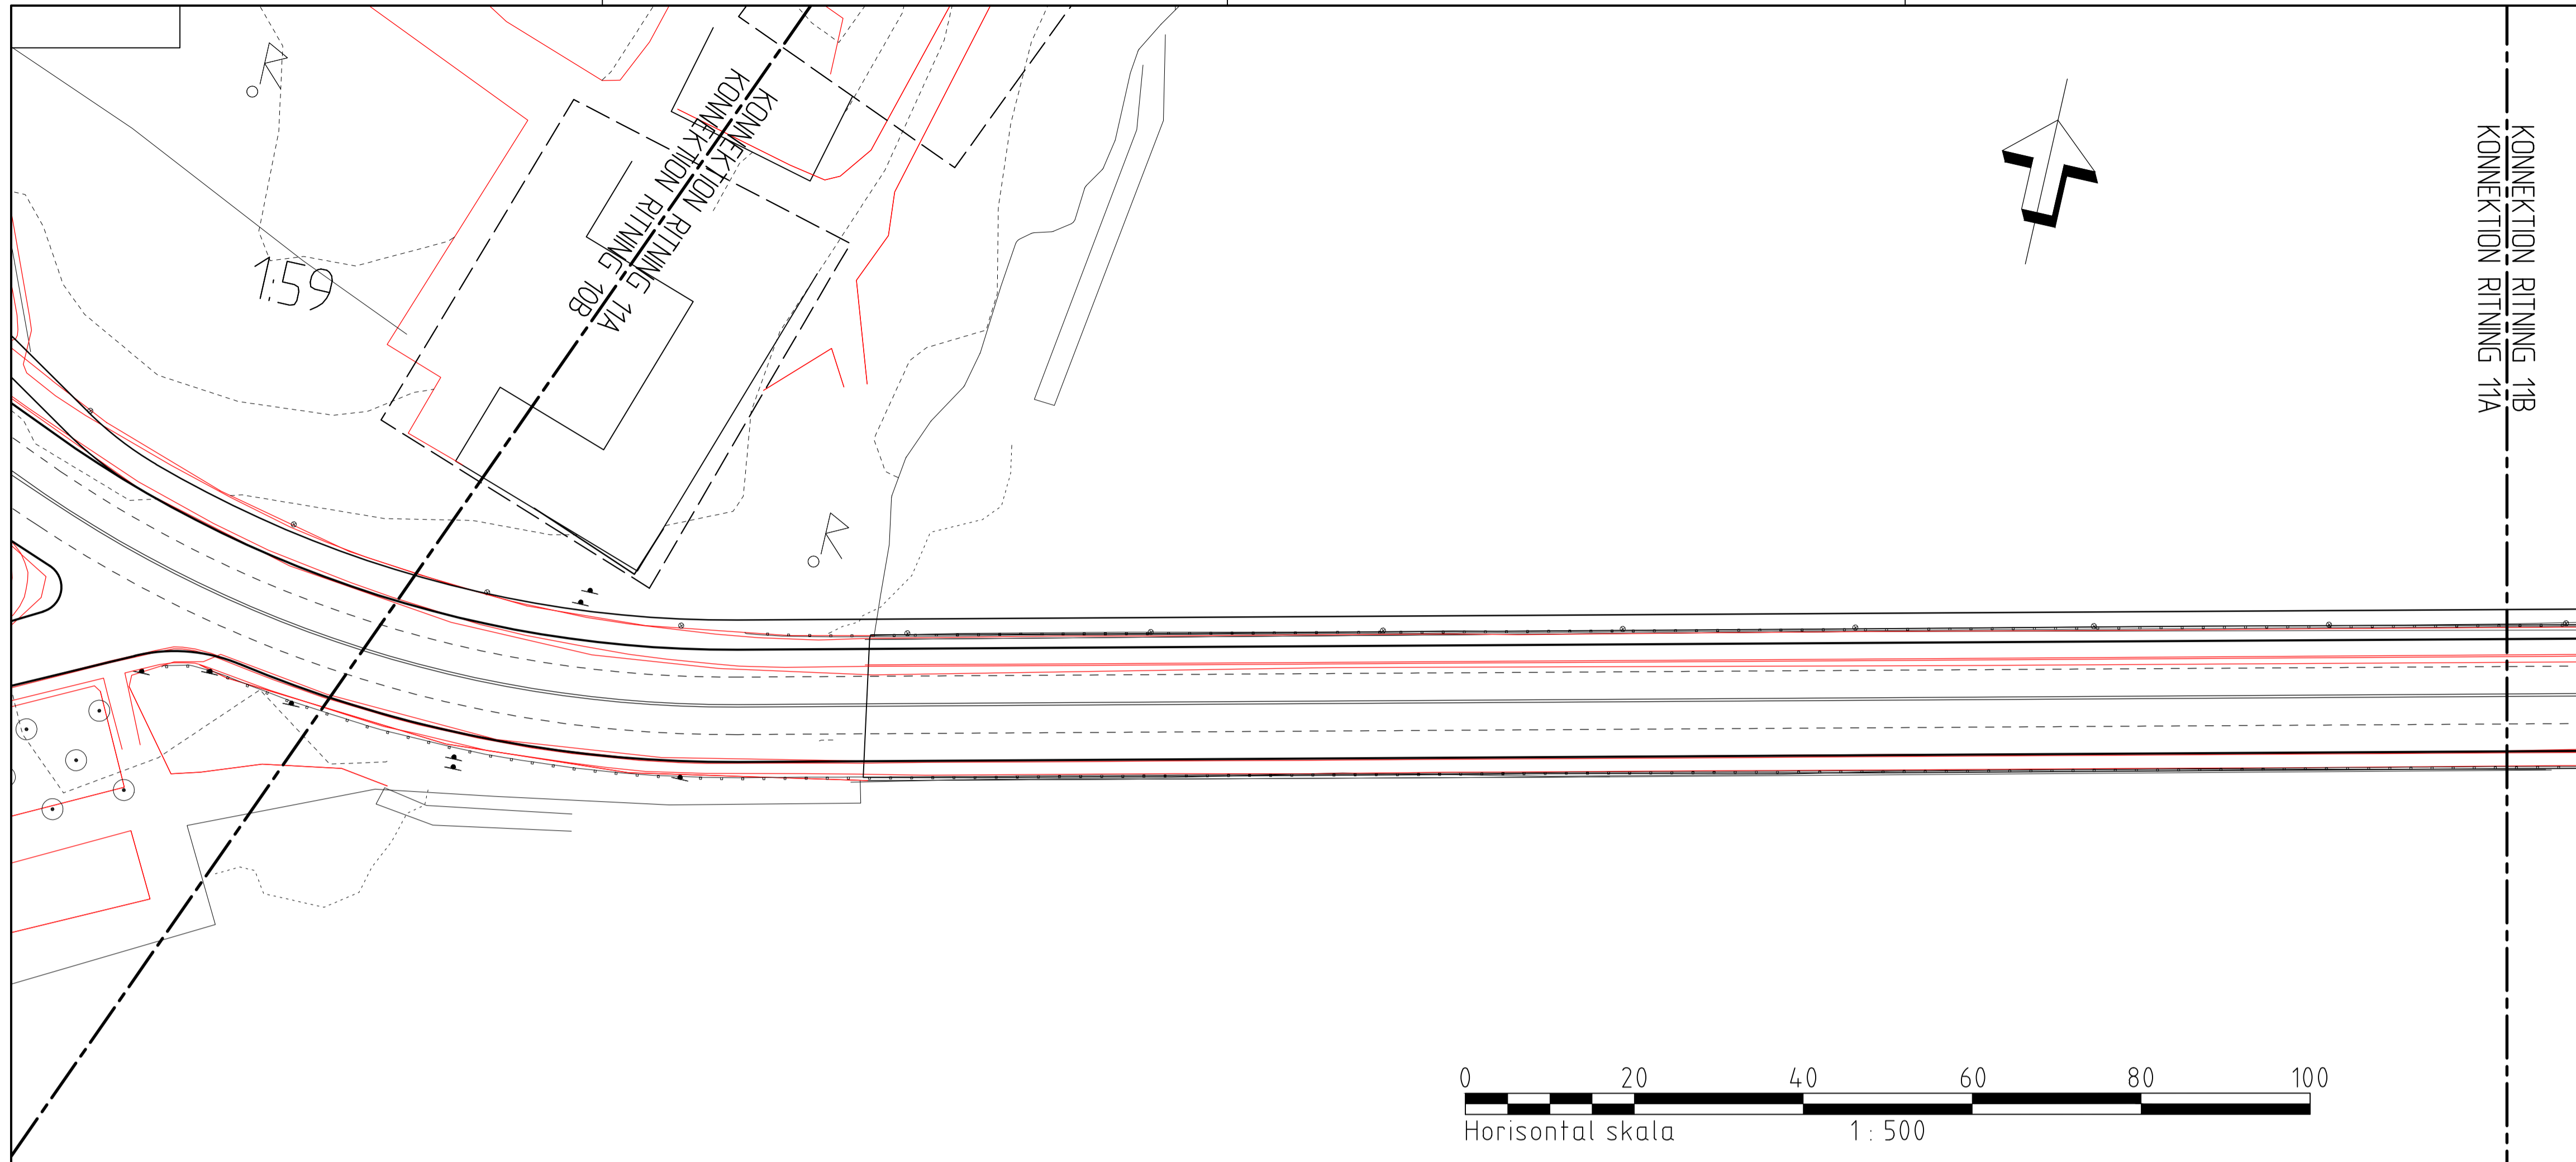 KONNEKTION RITNING 11A
KONNEKTION RITNING 10B
1:59
KONNEKTION RITNING 11B
KONNEKTION RITNING 11A
0 20 40 60 80 100
Horisontal skala 1 : 500